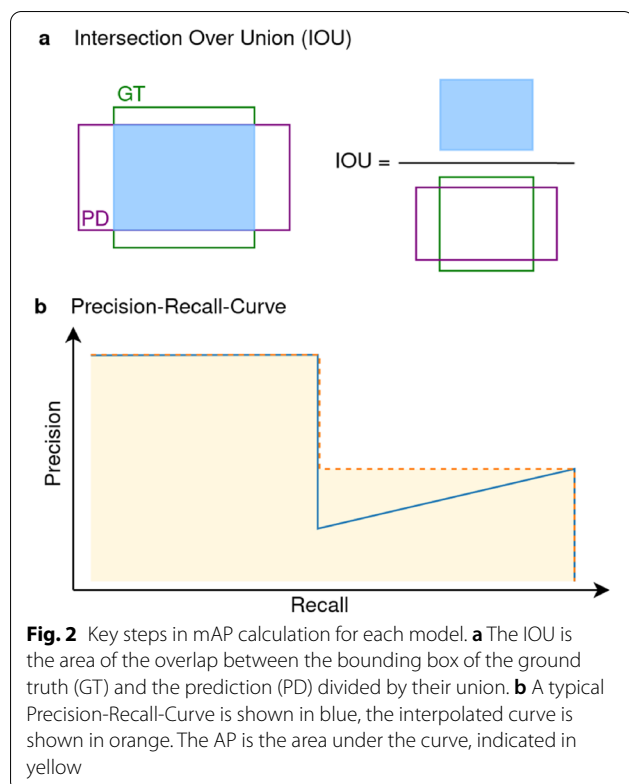 a Intersection Over Union (IOU)
GT
PD
IOU =
b Precision-Recall-Curve
Precision
Recall
Fig. 2 Key steps in mAP calculation for each model. a The IOU is
the area of the overlap between the bounding box of the ground
truth (GT) and the prediction (PD) divided by their union. b A typical
Precision-Recall-Curve is shown in blue, the interpolated curve is
shown in orange. The AP is the area under the curve, indicated in
yellow